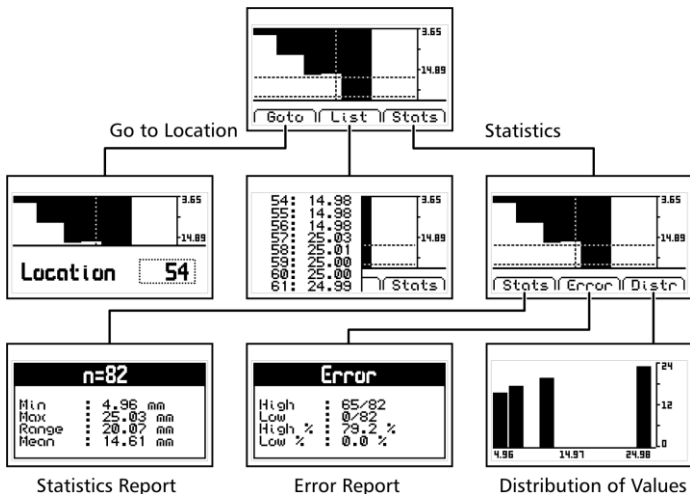 3.65
14.89
Goto List Stats
Go to Location
Statistics
3.65
14.89
Location 54
54: 14.98
55: 14.98
56: 14.98
57: 25.03
58: 25.01
59: 25.00
60: 25.00
61: 24.99
3.65
14.89
Stats
3.65
14.89
Stats Error Distr
n=82
Min : 4.96 mm
Max : 25.03 mm
Range : 20.07 mm
Mean : 14.61 mm
Statistics Report
Error
High : 65/82
Low : 0/82
High % : 79.2 %
Low % : 0.0 %
Error Report
24
12
0
4.96 14.97 24.98
Distribution of Values